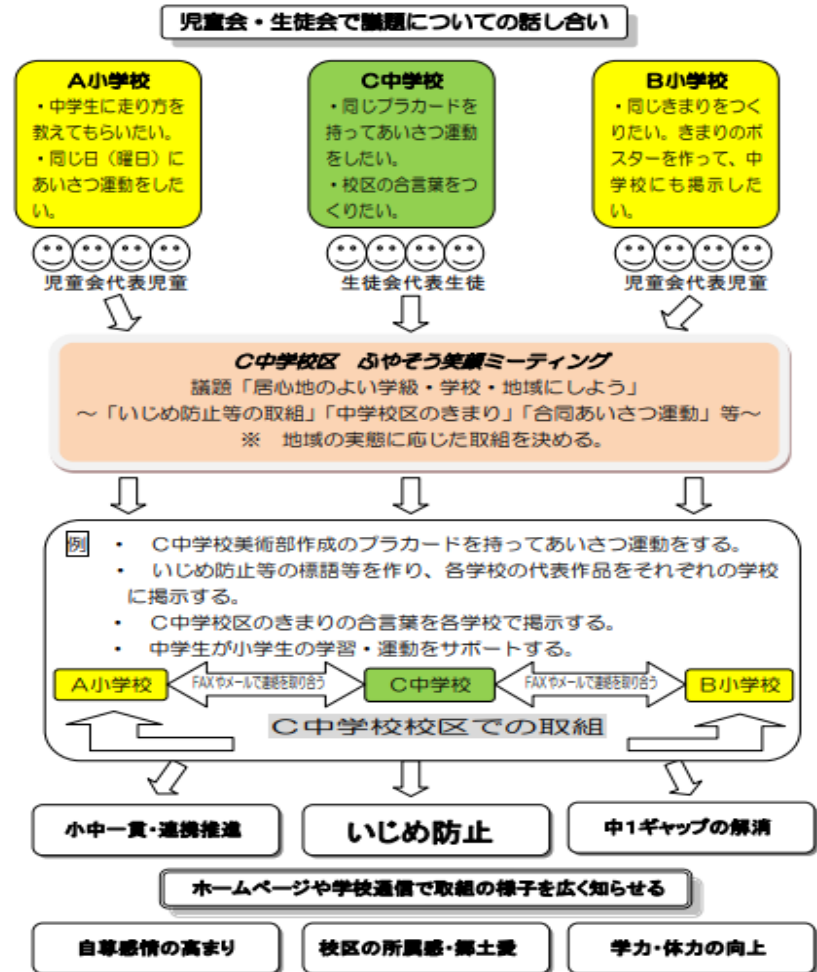 児童会・生徒会で議題についての話し合い
A小学校
・中学生に走り方を
教えてもらいたい。
・同じ日（曜日）に
あいさつ運動をした
い。
C中学校
・同じプラカードを
持ってあいさつ運動
をしたい。
・校区の合言葉をつ
くりたい。
B小学校
・同じきまりをつく
りたい。きまりのポ
スターを作って、中
学校にも掲示した
い。
児童会代表児童
生徒会代表生徒
児童会代表児童
C中学校区　ふやそう笑顔ミーティング
議題「居心地のよい学級・学校・地域にしよう」
～「いじめ防止等の取組」「中学校区のきまり」「合同あいさつ運動」等～
※　地域の実態に応じた取組を決める。
例　・　C中学校美術部作成のプラカードを持ってあいさつ運動をする。
・　いじめ防止等の標語等を作り、各学校の代表作品をそれぞれの学校
に掲示する。
・　C中学校区のきまりの合言葉を各学校で掲示する。
・　中学生が小学生の学習・運動をサポートする。
A小学校
FAXやメールで連絡を取り合う
C中学校
FAXやメールで連絡を取り合う
B小学校
C中学校校区での取組
小中一貫・連携推進
いじめ防止
中1ギャップの解消
ホームページや学校通信で取組の様子を広く知らせる
自尊感情の高まり
校区の所属感・郷土愛
学力・体力の向上